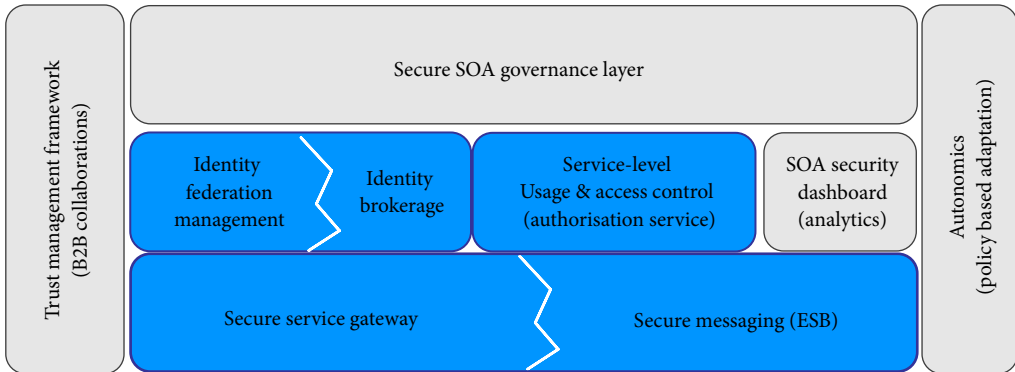 Trust management framework
(B2B collaborations)
Secure SOA governance layer
Identity
federation
management
Identity
brokerage
Service-level
Usage & access control
(authorisation service)
SOA security
dashboard
(analytics)
Secure service gateway
Secure messaging (ESB)
Autonomics
(policy based adaptation)